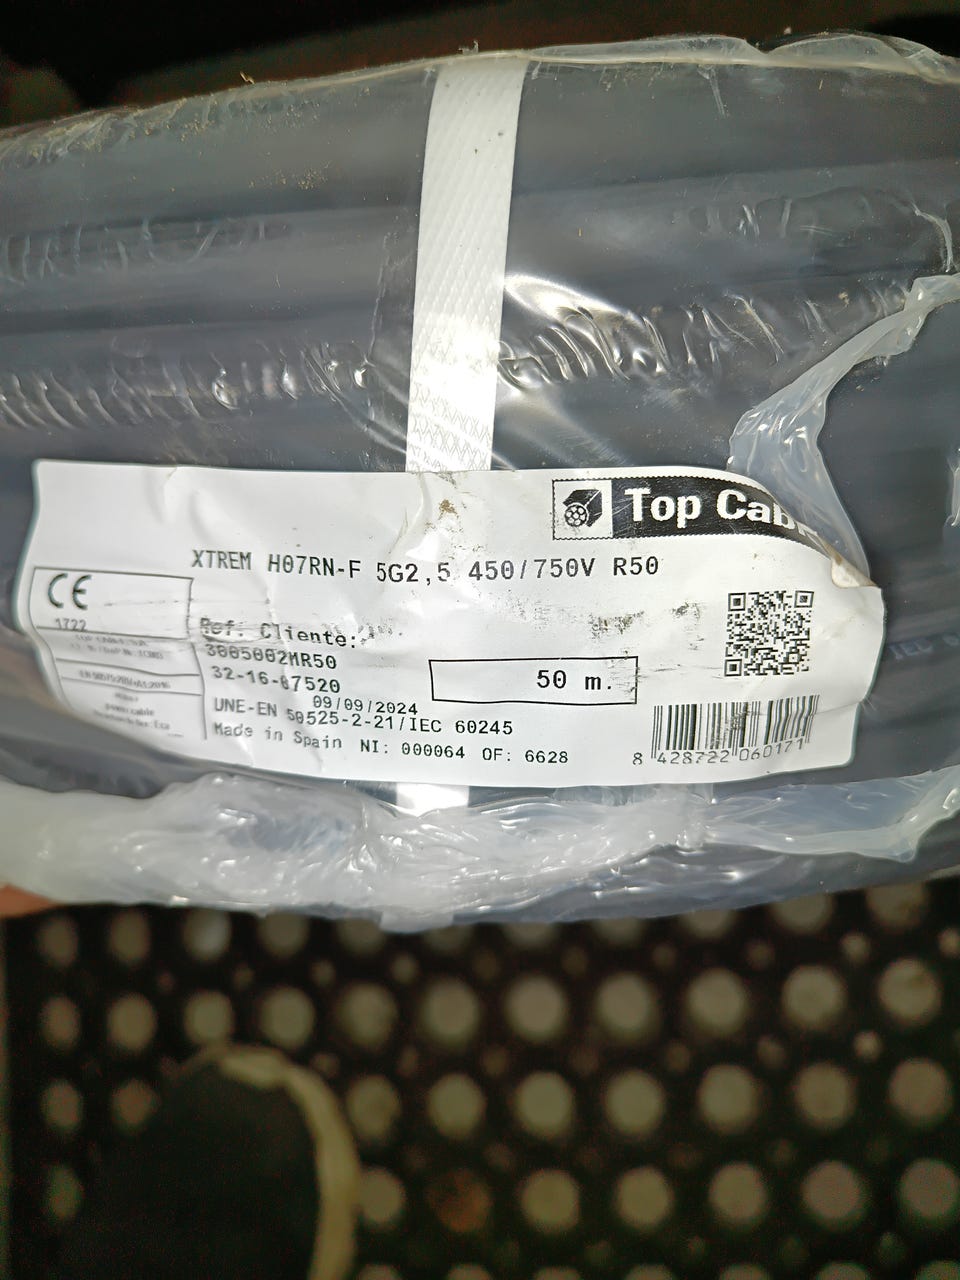 Top Cab
XTREM H07RN-F 5G2,5 450/750V R50
CE
1722
Ref. Cliente:
3005002MR50
32-16-07520
50 m.
09/09/2024
UNE-EN 50525-2-21/IEC 60245
Made in Spain NI: 000064 OF: 6628
8 428722 060171